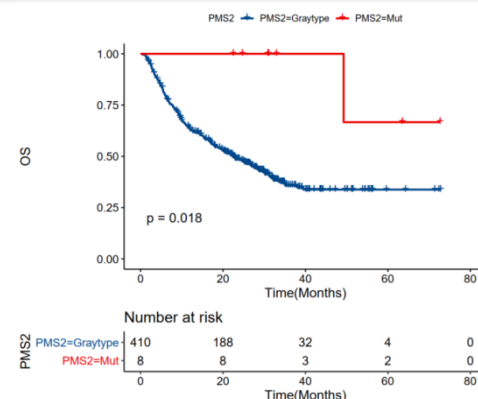 PMS2 PMS2=Graytype PMS2=Mut
1.00
0.75
0.50
0.25
0.00
OS
p = 0.018
0 20 40 60 80
Time(Months)
Number at risk
PMS2
PMS2=Graytype 410 188 32 4 0
PMS2=Mut 8 8 3 2 0
0 20 40 60 80
Time(Months)